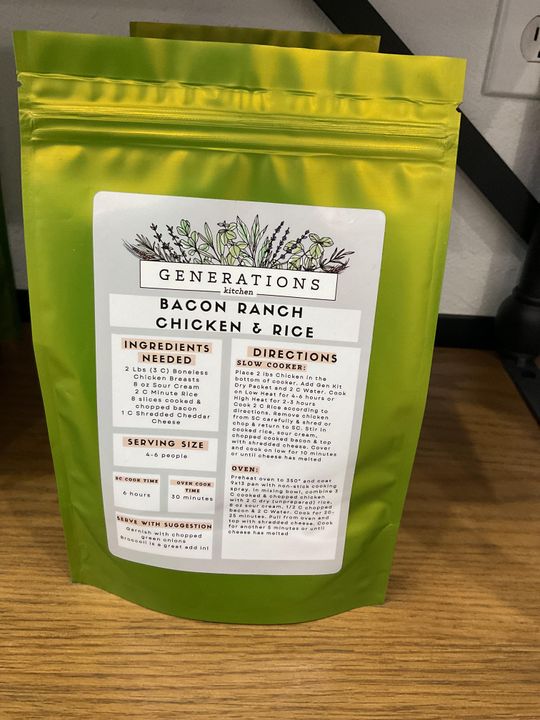 GENERATIONS
kitchen
BACON RANCH
CHICKEN & RICE
INGREDIENTS
NEEDED
2 Lbs (3 C) Boneless
Chicken Breasts
8 oz Sour Cream
2 C Minute Rice
8 slices cooked &
chopped bacon
1 C Shredded Cheddar
Cheese
SERVING SIZE
4-6 people
SC COOK TIME
6 hours
OVEN COOK
TIME
30 minutes
SERVE WITH SUGGESTION
Garnish with chopped
green onions
Broccoli is a great add in!
DIRECTIONS
SLOW COOKER:
Place 2 lbs Chicken in the
bottom of cooker. Add Gen Kit
Dry Packet and 2 C Water. Cook
on Low Heat for 4-6 hours or
High Heat for 2-3 hours
Cook 2 C Rice according to
directions. Remove chicken
from SC carefully & shred or
chop & return to SC. Stir in
cooked rice, sour cream,
chopped cooked bacon & top
with shredded cheese. Cover
and cook on low for 10 minutes
or until cheese has melted
OVEN:
Preheat oven to 350° and coat
9x13 pan with non-stick cooking
spray. In mixing bowl, combine 3
C cooked & chopped chicken
with 2 C dry (unprepared) rice,
8 oz sour cream, 1/2 C chopped
bacon & 2 C Water. Cook for 20-
25 minutes. Pull from oven and
top with shredded cheese. Cook
for another 5 minutes or until
cheese has melted